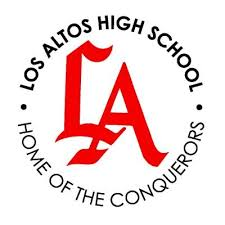 LOS ALTOS HIGH SCHOOL
LA
HOME OF THE CONQUERORS